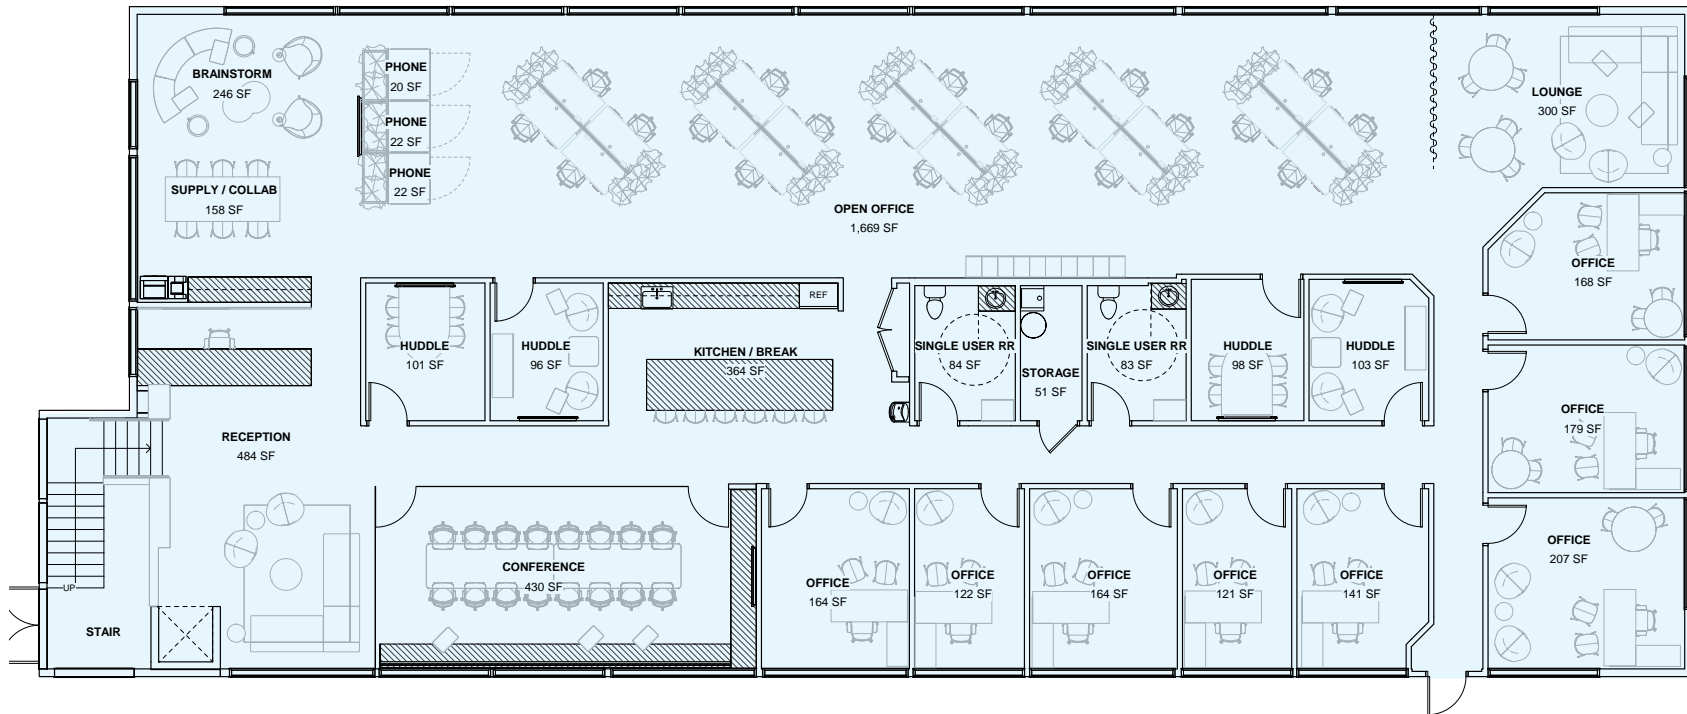 BRAINSTORM
246 SF
PHONE
20 SF
PHONE
22 SF
PHONE
22 SF
LOUNGE
300 SF
SUPPLY / COLLAB
158 SF
OPEN OFFICE
1,669 SF
OFFICE
168 SF
REF
HUDDLE
101 SF
HUDDLE
96 SF
KITCHEN / BREAK
364 SF
SINGLE USER RR
84 SF
STORAGE
51 SF
SINGLE USER RR
83 SF
HUDDLE
98 SF
HUDDLE
103 SF
OFFICE
179 SF
RECEPTION
484 SF
CONFERENCE
430 SF
OFFICE
164 SF
OFFICE
122 SF
OFFICE
164 SF
OFFICE
121 SF
OFFICE
141 SF
OFFICE
207 SF
UP
STAIR